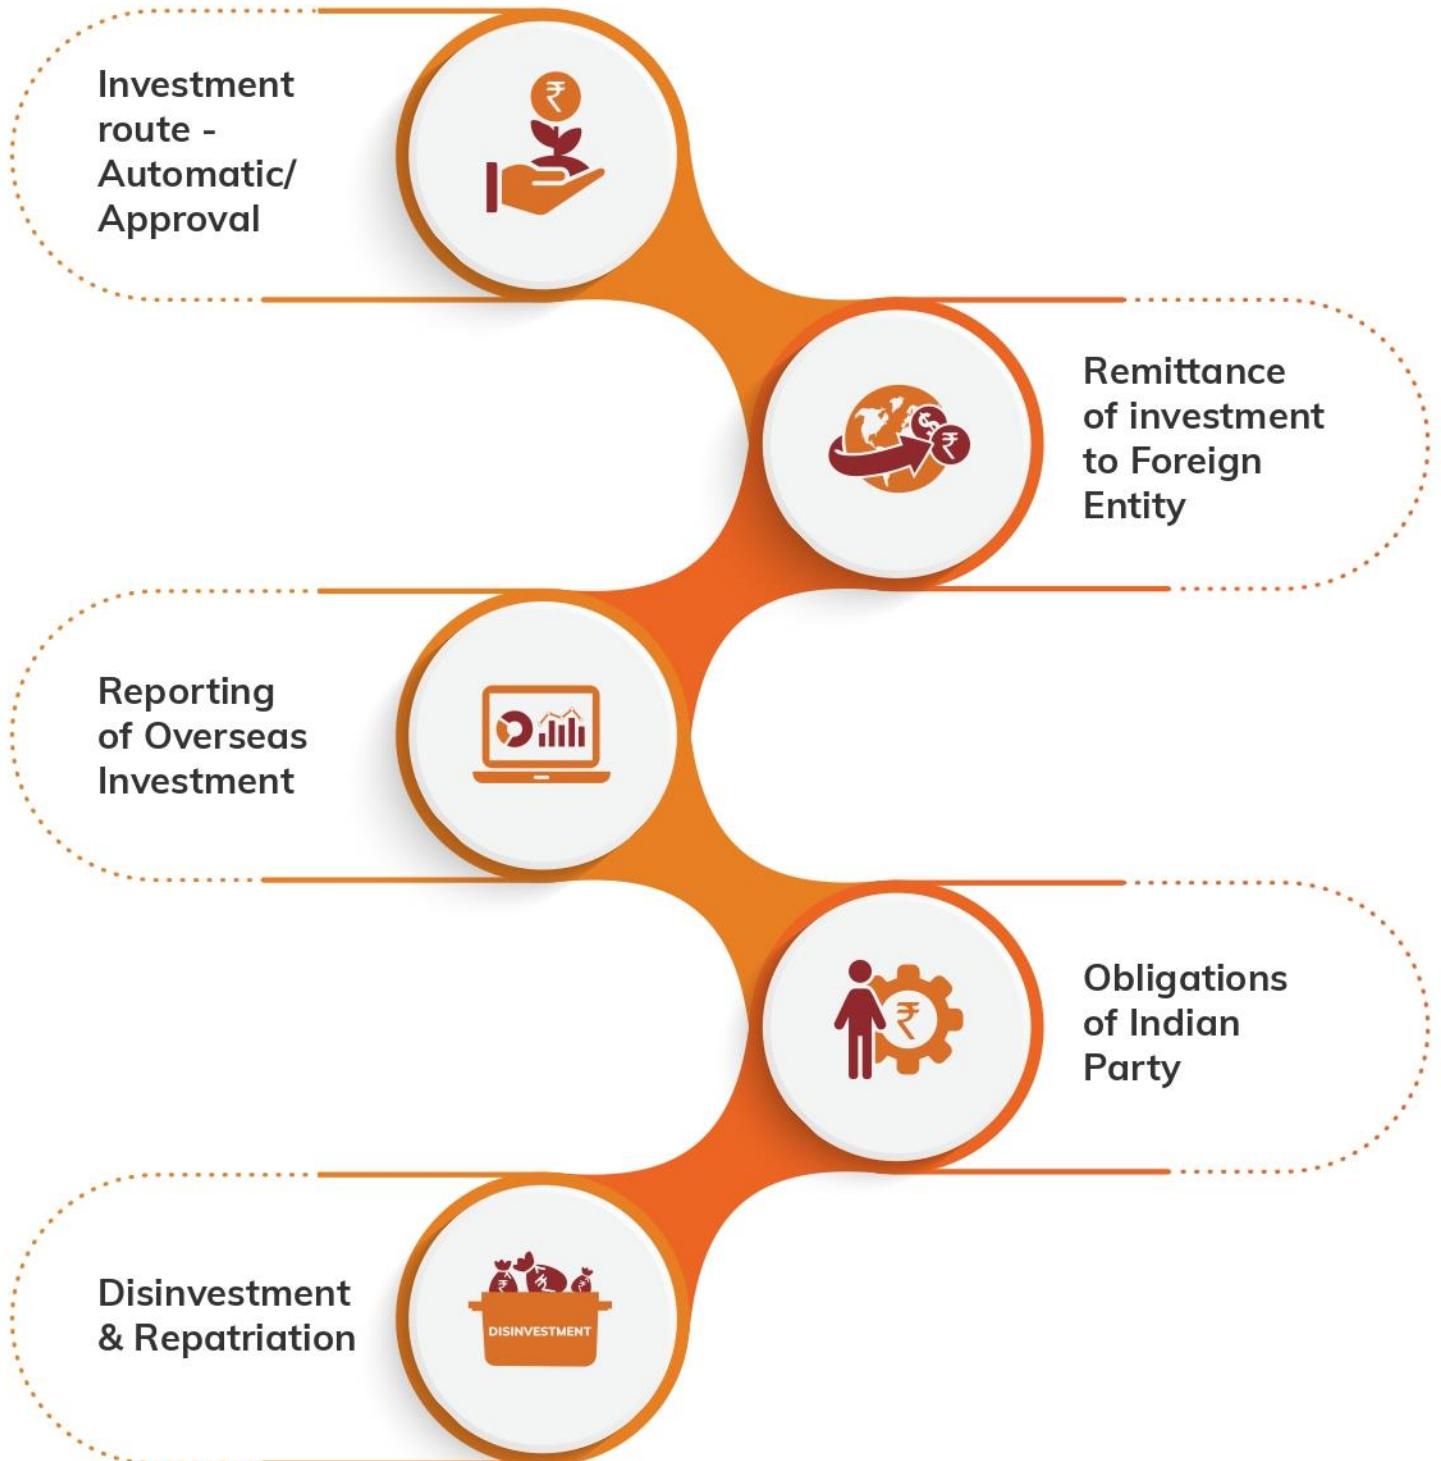 Investment
route -
Automatic/
Approval
₹
Remittance
of investment
to Foreign
Entity
$
₹
Reporting
of Overseas
Investment
Obligations
of Indian
Party
₹
Disinvestment
& Repatriation
₹ ₹ ₹
DISINVESTMENT